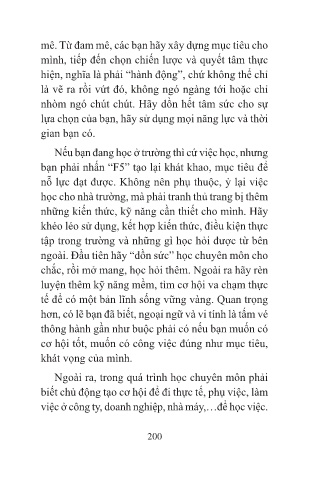 mê. Từ đam mê, các bạn hãy xây dựng mục tiêu cho
mình, tiếp đến chọn chiến lược và quyết tâm thực
hiện, nghĩa là phải “hành động”, chứ không thể chỉ
là vẽ ra rồi vứt đó, không ngó ngàng tới hoặc chỉ
nhòm ngó chút chút. Hãy dồn hết tâm sức cho sự
lựa chọn của bạn, hãy sử dụng mọi năng lực và thời
gian bạn có.
Nếu bạn đang học ở trường thì cứ việc học, nhưng
bạn phải nhấn “F5” tạo lại khát khao, mục tiêu để
nỗ lực đạt được. Không nên phụ thuộc, ỷ lại việc
học cho nhà trường, mà phải tranh thủ trang bị thêm
những kiến thức, kỹ năng cần thiết cho mình. Hãy
khéo léo sử dụng, kết hợp kiến thức, điều kiện thực
tập trong trường và những gì học hỏi được từ bên
ngoài. Đầu tiên hãy “dồn sức” học chuyên môn cho
chắc, rồi mở mang, học hỏi thêm. Ngoài ra hãy rèn
luyện thêm kỹ năng mềm, tìm cơ hội va chạm thực
tế để có một bản lĩnh sống vững vàng. Quan trọng
hơn, có lẽ bạn đã biết, ngoại ngữ và vi tính là tấm vé
thông hành gần như buộc phải có nếu bạn muốn có
cơ hội tốt, muốn có công việc đúng như mục tiêu,
khát vọng của mình.
Ngoài ra, trong quá trình học chuyên môn phải
biết chủ động tạo cơ hội để đi thực tế, phụ việc, làm
việc ở công ty, doanh nghiệp, nhà máy,…để học việc.
200